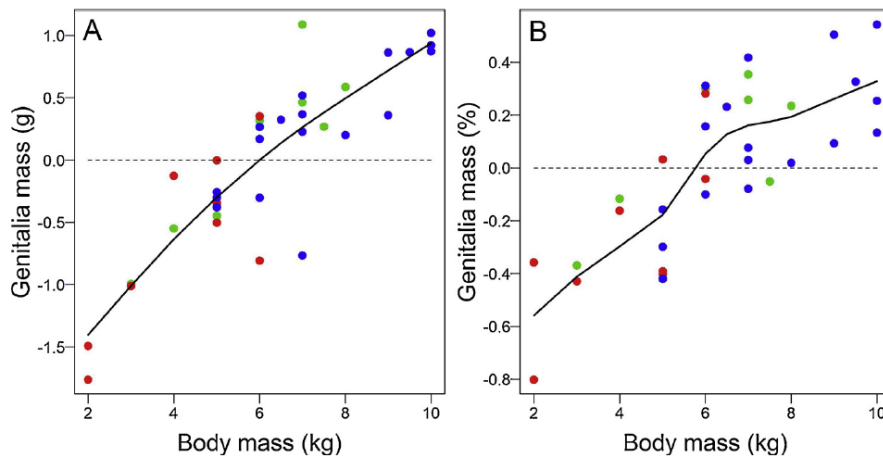 A
Genitalia mass (g)
1.0
0.5
0.0
-0.5
-1.0
-1.5
2 4 6 8 10
Body mass (kg)
B
Genitalia mass (%)
0.4
0.2
0.0
-0.2
-0.4
-0.6
-0.8
2 4 6 8 10
Body mass (kg)